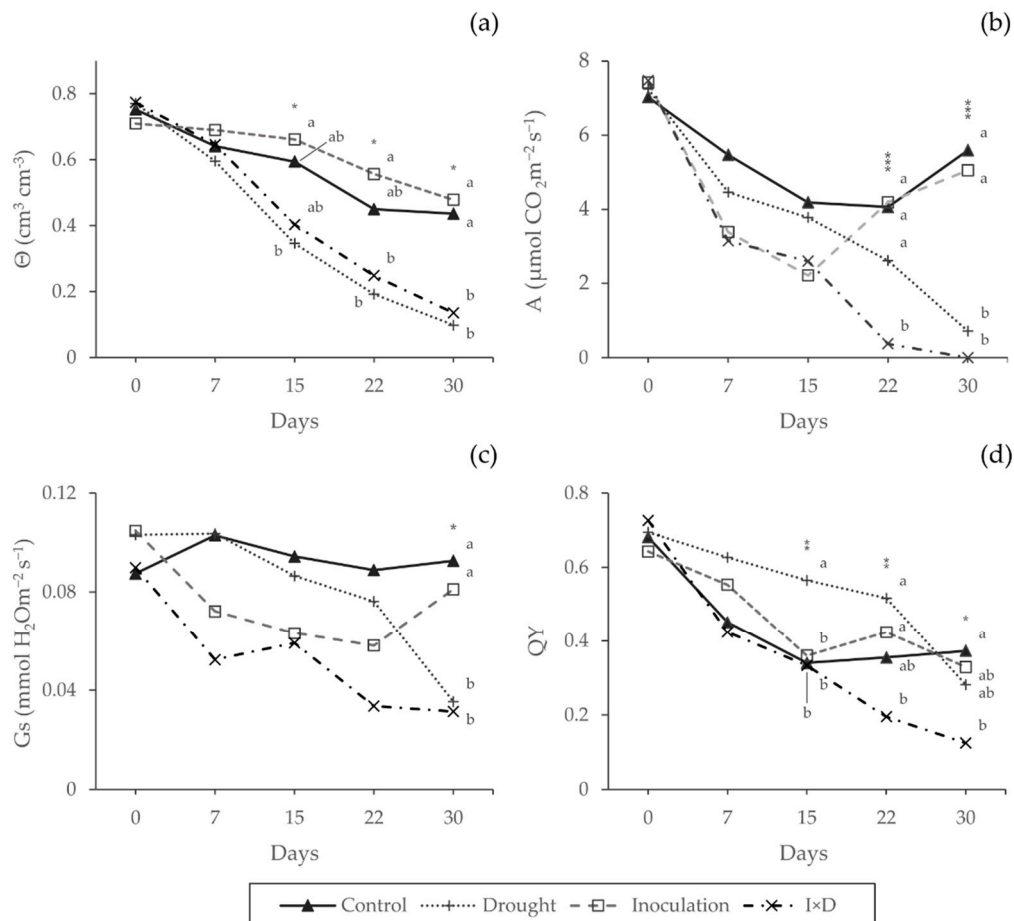 (a)
Θ (cm³ cm⁻³)
0.8
0.6
0.4
0.2
0
*
a
ab
*
a
ab
*
a
a
ab
b
b
b
b
b
0 7 15 22 30
Days
(b)
A (µmol CO₂m⁻² s⁻¹)
8
6
4
2
0
***
a
a
a
b
***
a
a
b
b
0 7 15 22 30
Days
(c)
Gs (mmol H₂Om⁻² s⁻¹)
0.12
0.08
0.04
0
*
a
a
b
b
0 7 15 22 30
Days
(d)
QY
0.8
0.6
0.4
0.2
0
**
a
b
b
b
**
a
a
ab
b
*
a
ab
ab
b
0 7 15 22 30
Days
Control Drought Inoculation I×D